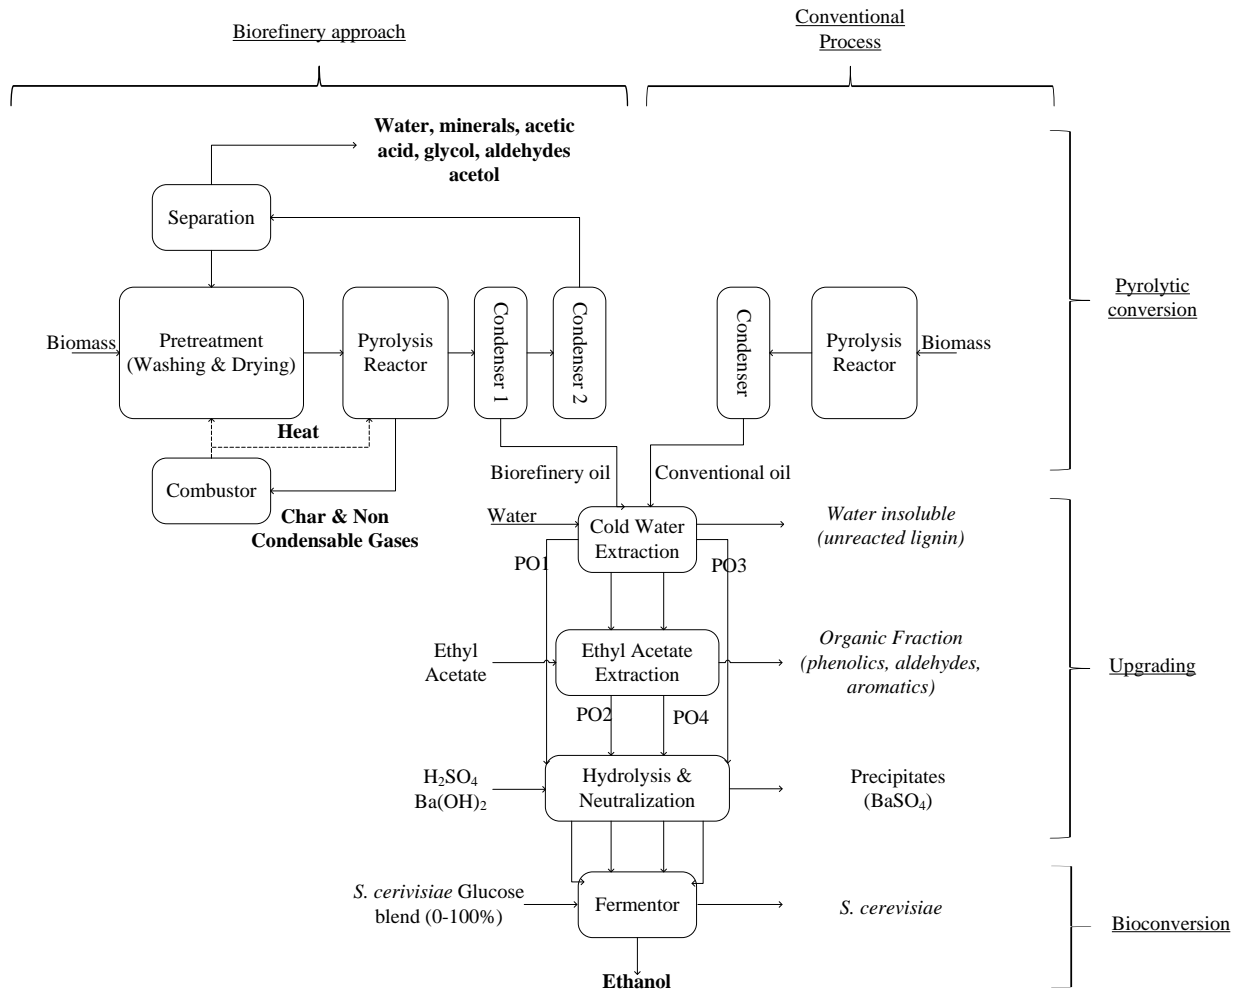 Biorefinery approach
Conventional
Process
Water, minerals, acetic
acid, glycol, aldehydes
acetol
Separation
Biomass
Pretreatment
(Washing & Drying)
Pyrolysis
Reactor
Condenser 1
Condenser 2
Condenser
Pyrolysis
Reactor
Biomass
Pyrolytic
conversion
Heat
Combustor
Char & Non
Condensable Gases
Biorefinery oil
Conventional oil
Water
Cold Water
Extraction
Water insoluble
(unreacted lignin)
PO1
PO3
Ethyl
Acetate
Ethyl Acetate
Extraction
Organic Fraction
(phenolics, aldehydes,
aromatics)
Upgrading
PO2
PO4
H₂SO₄
Ba(OH)₂
Hydrolysis &
Neutralization
Precipitates
(BaSO₄)
S. cerivisiae Glucose
blend (0-100%)
Fermentor
S. cerevisiae
Bioconversion
Ethanol